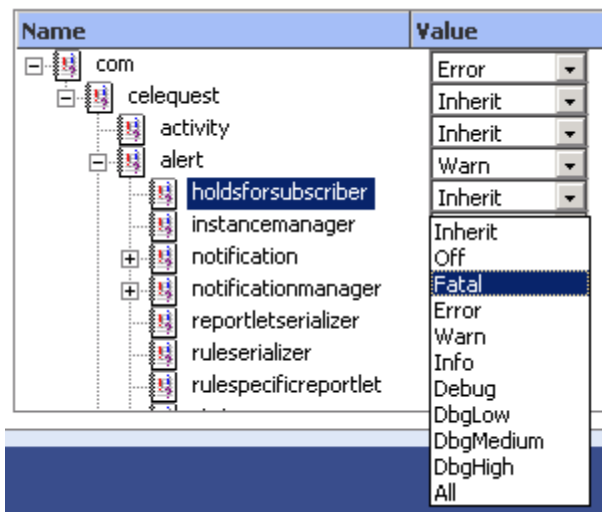 Name Value
com Error
celequest Inherit
activity Inherit
alert Warn
holdsforsubscriber Inherit
instancemanager
notification
notificationmanager
reportletserializer
ruleserializer
rulespecificreportlet
Inherit
Off
Fatal
Error
Warn
Info
Debug
DbgLow
DbgMedium
DbgHigh
All